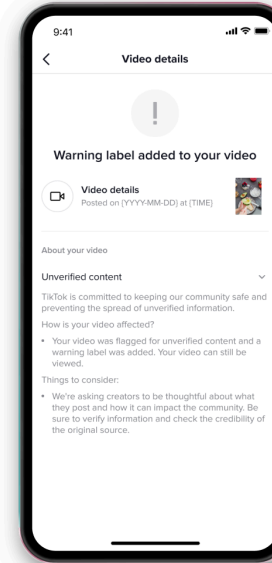 9:41
Video details
Warning label added to your video
Video details
Posted on {YYYY-MM-DD} at {TIME}
About your video
Unverified content
TikTok is committed to keeping our community safe and
preventing the spread of unverified information.
How is your video affected?
• Your video was flagged for unverified content and a
warning label was added. Your video can still be
viewed.
Things to consider:
• We're asking creators to be thoughtful about what
they post and how it can impact the community. Be
sure to verify information and check the credibility of
the original source.